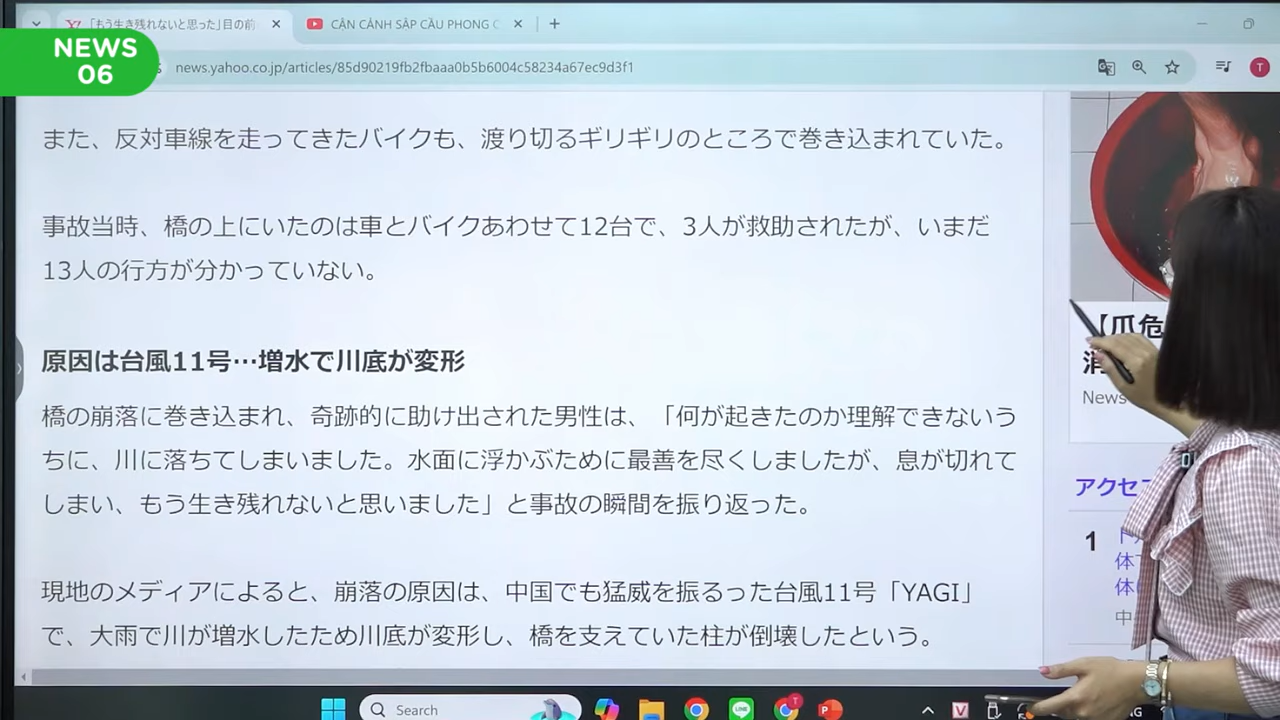 「もう生き残れないと思った」目の前
CẬN CẢNH SẬP CẦU PHONG C
NEWS
06
news.yahoo.co.jp/articles/85d90219fb2fbaaa0b5b6004c58234a67ec9d3f1
T
また、反対車線を走ってきたバイクも、渡り切るギリギリのところで巻き込まれていた。
事故当時、橋の上にいたのは車とバイクあわせて12台で、3人が救助されたが、いまだ
13人の行方が分かっていない。
原因は台風11号…増水で川底が変形
橋の崩落に巻き込まれ、奇跡的に助け出された男性は、「何が起きたのか理解できないう
ちに、川に落ちてしまいました。水面に浮かぶために最善を尽くしましたが、息が切れて
しまい、もう生き残れないと思いました」と事故の瞬間を振り返った。
現地のメディアによると、崩落の原因は、中国でも猛威を振るった台風11号「YAGI」
で、大雨で川が増水したため川底が変形し、橋を支えていた柱が倒壊したという。
【爪危
消
News
アクセ
1
体
体
中
Search